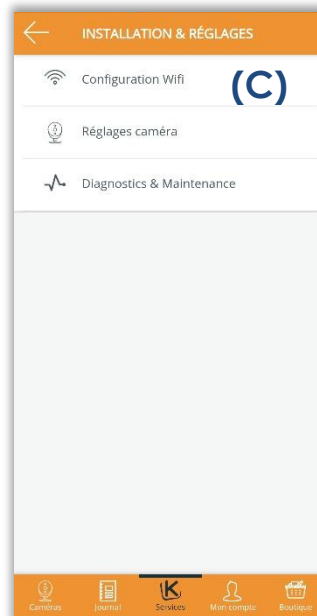 INSTALLATION & RÉGLAGES
Configuration Wifi
(C)
Réglages caméra
Diagnostics & Maintenance
Caméras Journal Services Mon compte Boutique